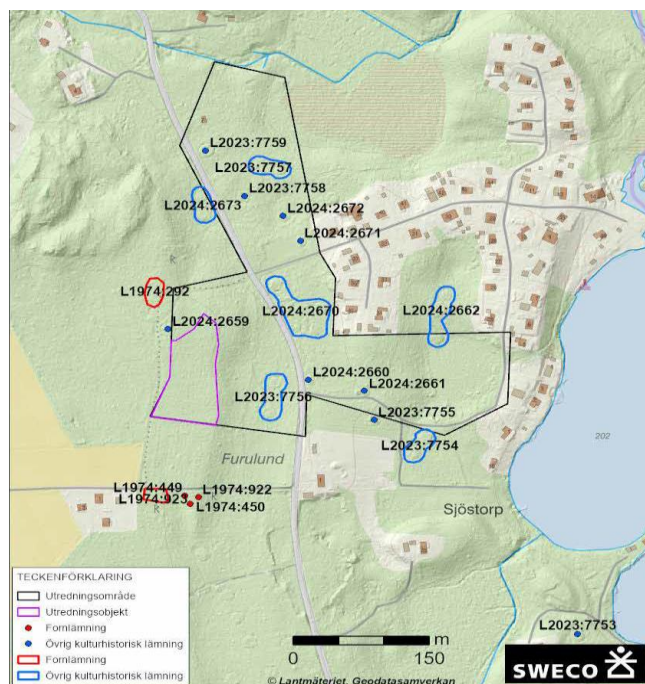 L2023:7759
L2023:7757
L2023:7758
L2024:2673
L2024:2672
L2024:2671
L1974:292
L2024:2670
L2024:2662
L2024:2659
L2024:2660
L2024:2661
L2023:7756
L2023:7755
L2023:7754
Furulund
L1974:449
L1974:922
L1974:923
L1974:450
Sjöstorp
202
R
R
R
TECKENFÖRKLARING
Utredningsområde
Utredningsobjekt
Fornlämning
Övrig kulturhistorisk lämning
Fornlämning
Övrig kulturhistorisk lämning
m
0 150
L2023:7753
SWECO
© Lantmäteriet, Geodatasamverkan